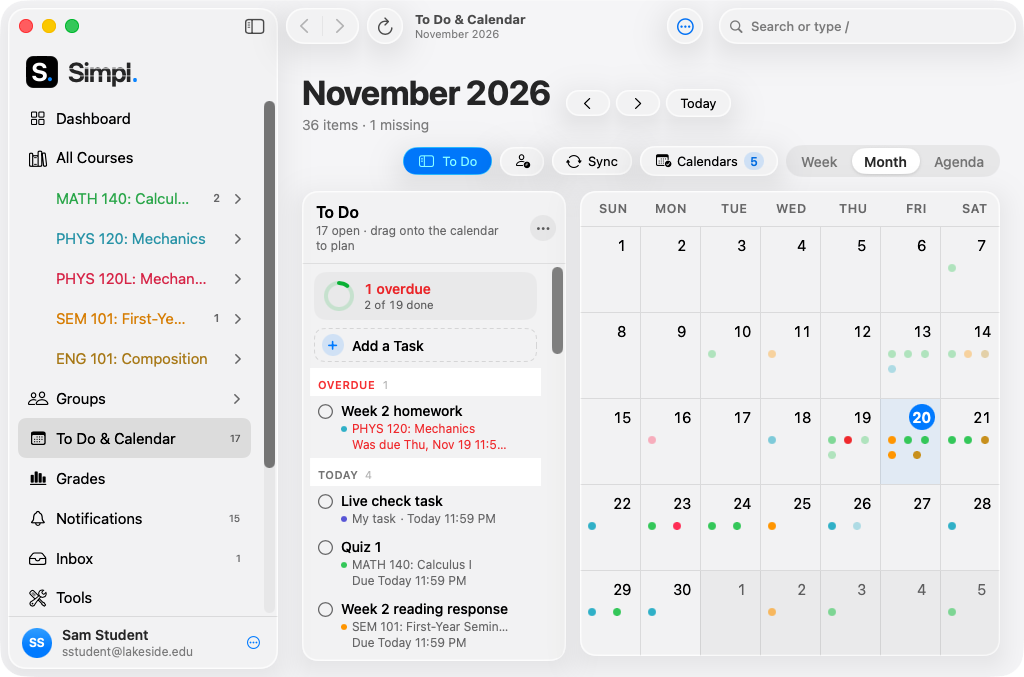 To Do & Calendar
November 2026
Search or type /
S.
Simpl.
Dashboard
All Courses
MATH 140: Calcul... 2
PHYS 120: Mechanics
PHYS 120L: Mechan...
SEM 101: First-Ye... 1
ENG 101: Composition
Groups
To Do & Calendar 17
Grades
Notifications 15
Inbox 1
Tools
SS
Sam Student
sstudent@lakeside.edu
November 2026
Today
36 items · 1 missing
To Do
Sync
Calendars 5
Week Month Agenda
To Do
17 open · drag onto the calendar
to plan
1 overdue
2 of 19 done
+ Add a Task
OVERDUE 1
Week 2 homework
PHYS 120: Mechanics
Was due Thu, Nov 19 11:5...
TODAY 4
Live check task
My task · Today 11:59 PM
Quiz 1
MATH 140: Calculus I
Due Today 11:59 PM
Week 2 reading response
SEM 101: First-Year Semin...
Due Today 11:59 PM
SUN MON TUE WED THU FRI SAT
1 2 3 4 5 6 7
8 9 10 11 12 13 14
15 16 17 18 19 20 21
22 23 24 25 26 27 28
29 30 1 2 3 4 5